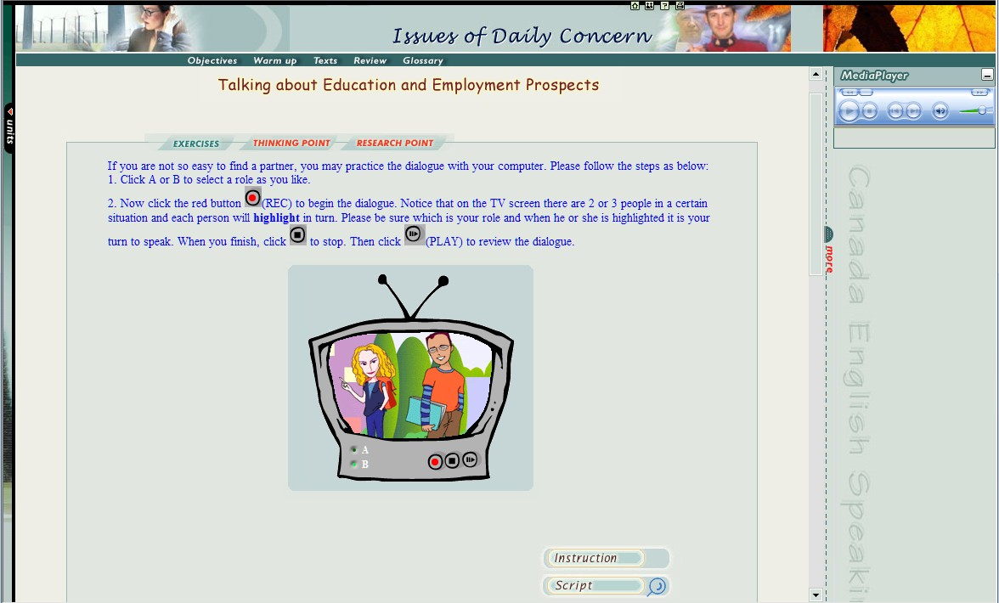 Issues of Daily Concern
Objectives Warm up Texts Review Glossary
MediaPlayer
Talking about Education and Employment Prospects
units
EXERCISES THINKING POINT RESEARCH POINT
If you are not so easy to find a partner, you may practice the dialogue with your computer. Please follow the steps as below:
1. Click A or B to select a role as you like.
2. Now click the red button (REC) to begin the dialogue. Notice that on the TV screen there are 2 or 3 people in a certain
situation and each person will highlight in turn. Please be sure which is your role and when he or she is highlighted it is your
turn to speak. When you finish, click to stop. Then click (PLAY) to review the dialogue.
more
Canada English Speaki
A
B
Instruction
Script